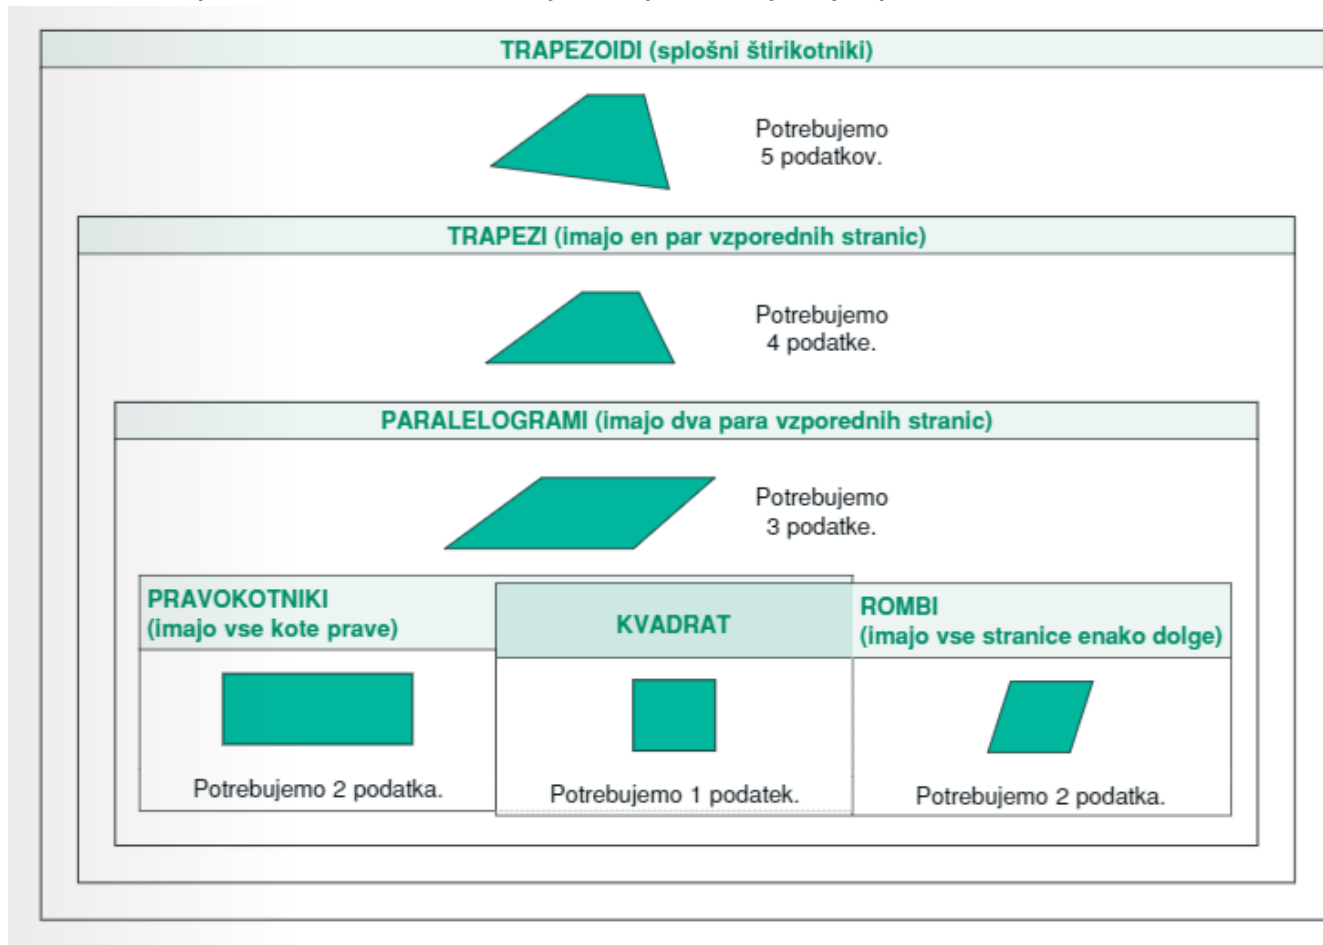 TRAPEZOIDI (splošni štirikotniki)
Potrebujemo
5 podatkov.
TRAPEZI (imajo en par vzporednih stranic)
Potrebujemo
4 podatke.
PARALELOGRAMI (imajo dva para vzporednih stranic)
Potrebujemo
3 podatke.
PRAVOKOTNIKI
(imajo vse kote prave)
Potrebujemo 2 podatka.
KVADRAT
Potrebujemo 1 podatek.
ROMBI
(imajo vse stranice enako dolge)
Potrebujemo 2 podatka.